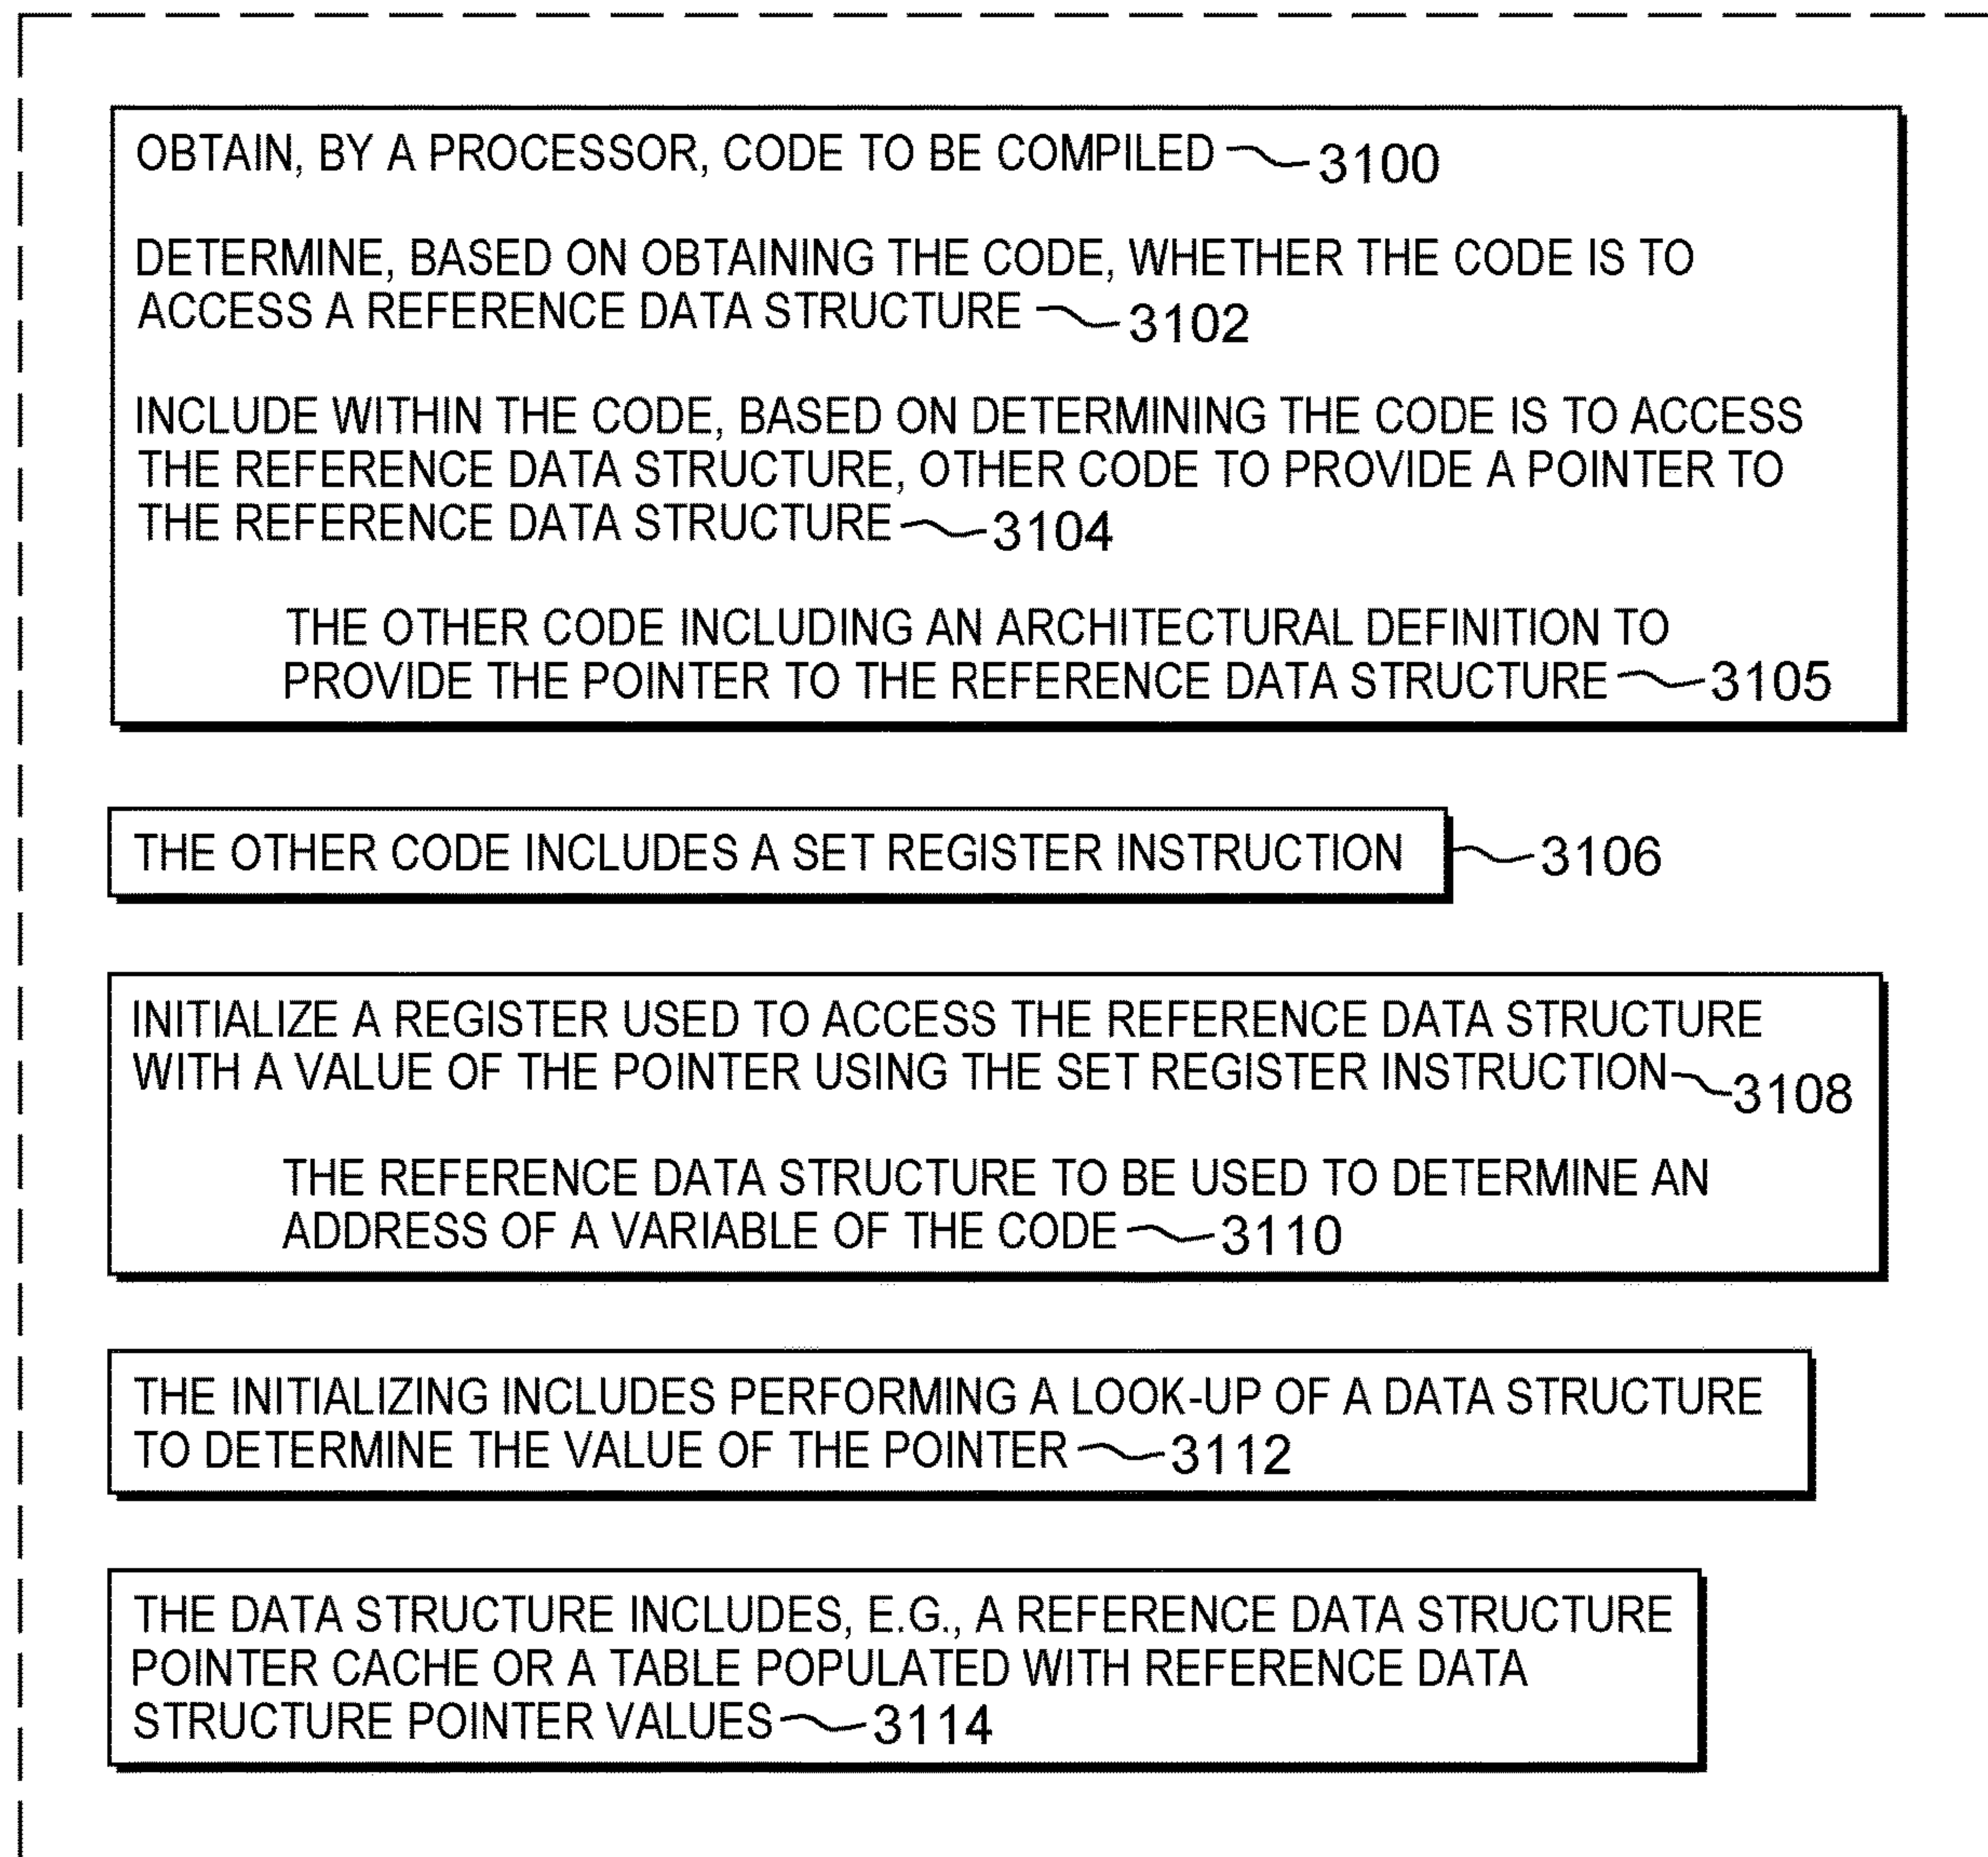 OBTAIN, BY A PROCESSOR, CODE TO BE COMPILED 3100
DETERMINE, BASED ON OBTAINING THE CODE, WHETHER THE CODE IS TO
ACCESS A REFERENCE DATA STRUCTURE 3102
INCLUDE WITHIN THE CODE, BASED ON DETERMINING THE CODE IS TO ACCESS
THE REFERENCE DATA STRUCTURE, OTHER CODE TO PROVIDE A POINTER TO
THE REFERENCE DATA STRUCTURE 3104
THE OTHER CODE INCLUDING AN ARCHITECTURAL DEFINITION TO
PROVIDE THE POINTER TO THE REFERENCE DATA STRUCTURE 3105
THE OTHER CODE INCLUDES A SET REGISTER INSTRUCTION 3106
INITIALIZE A REGISTER USED TO ACCESS THE REFERENCE DATA STRUCTURE
WITH A VALUE OF THE POINTER USING THE SET REGISTER INSTRUCTION 3108
THE REFERENCE DATA STRUCTURE TO BE USED TO DETERMINE AN
ADDRESS OF A VARIABLE OF THE CODE 3110
THE INITIALIZING INCLUDES PERFORMING A LOOK-UP OF A DATA STRUCTURE
TO DETERMINE THE VALUE OF THE POINTER 3112
THE DATA STRUCTURE INCLUDES, E.G., A REFERENCE DATA STRUCTURE
POINTER CACHE OR A TABLE POPULATED WITH REFERENCE DATA
STRUCTURE POINTER VALUES 3114